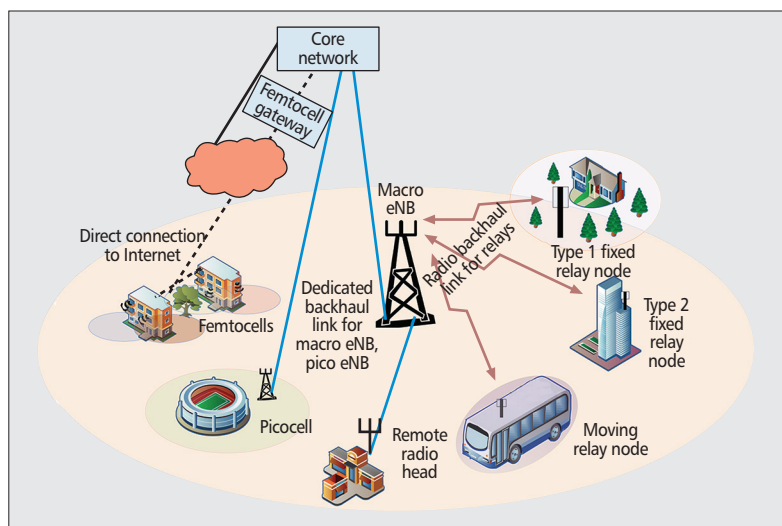 Core
network
Femtocell
gateway
Macro
eNB
Radio backhaul
link for relays
Type 1 fixed
relay node
Direct connection
to Internet
Dedicated
backhaul
link for
macro eNB,
pico eNB
Femtocells
Type 2
fixed
relay
node
Picocell
Remote
radio
head
Moving
relay node